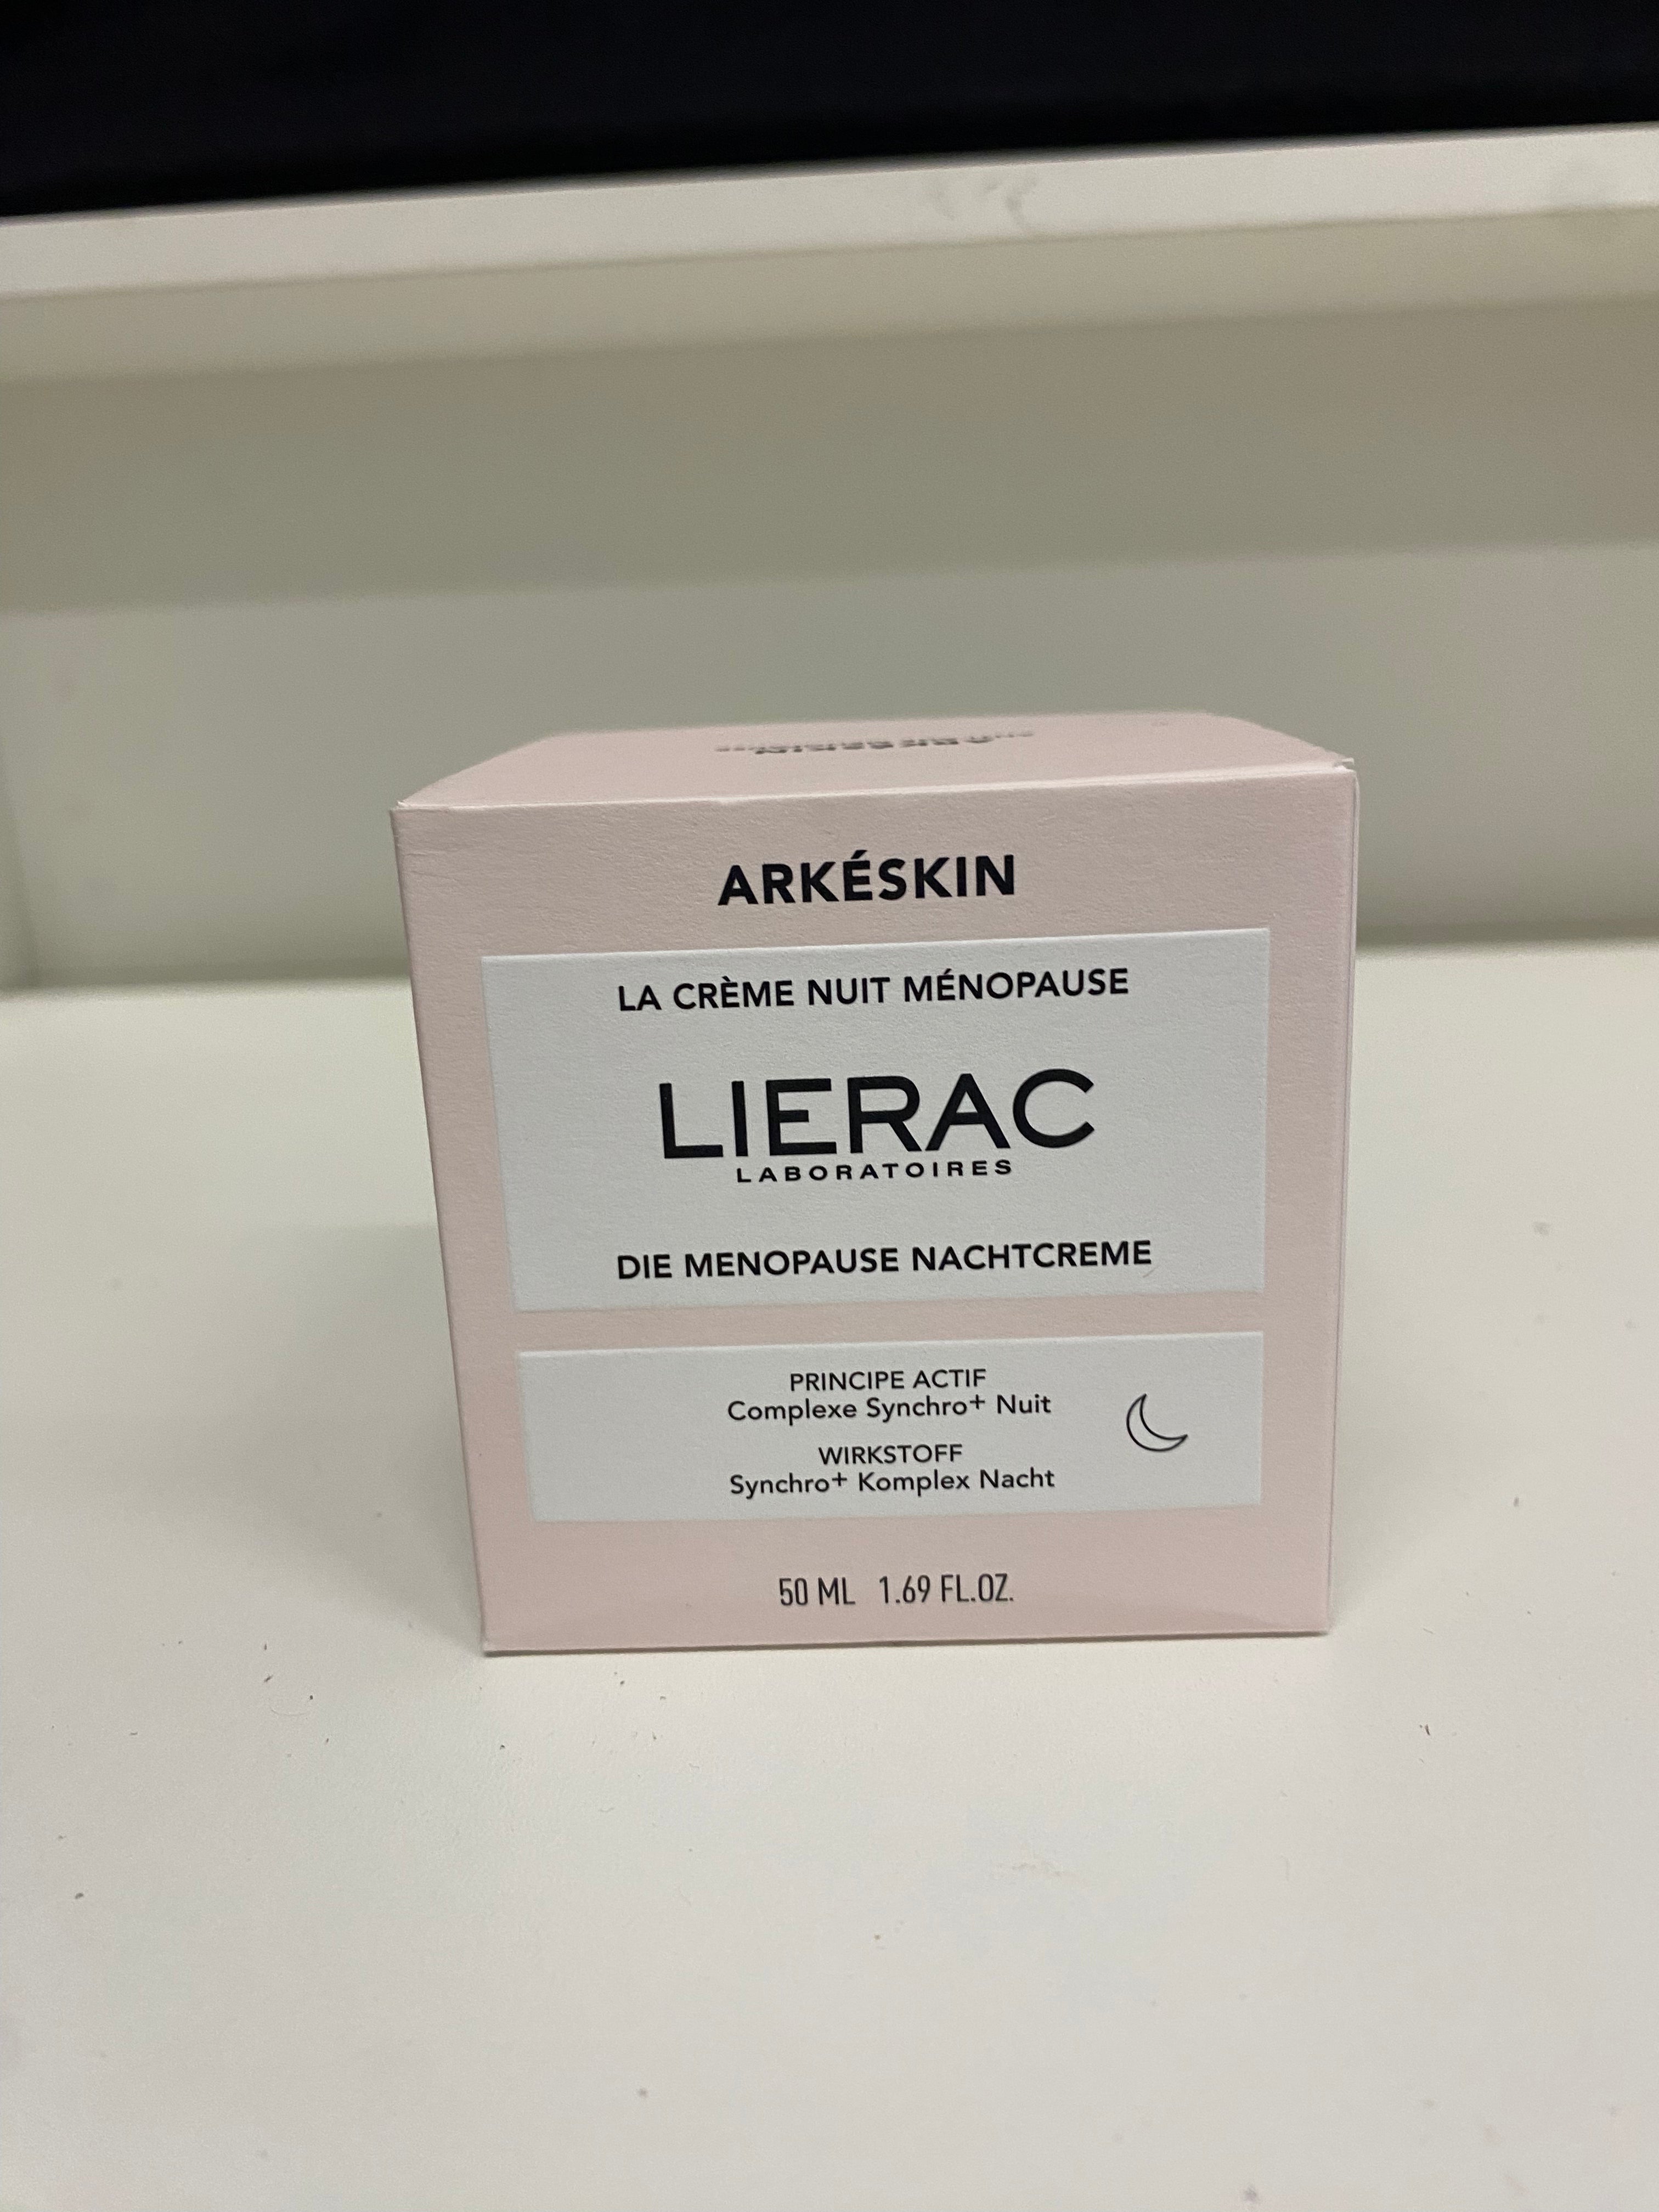 ARKÉSKIN
LA CRÈME NUIT MÉNOPAUSE
LIERAC
LABORATOIRES
DIE MENOPAUSE NACHTCREME
PRINCIPE ACTIF
Complexe Synchro+ Nuit
WIRKSTOFF
Synchro+ Komplex Nacht
50 ML 1.69 FL.OZ.